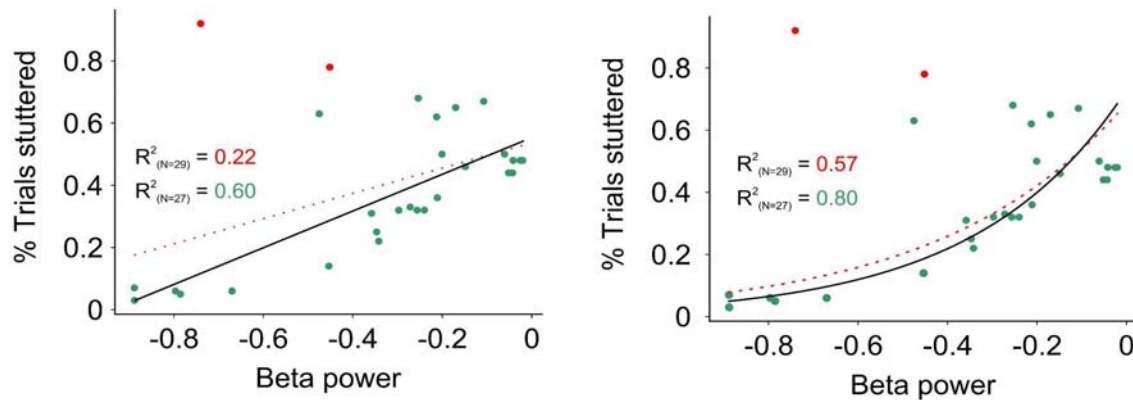 % Trials stuttered
0.8
0.6
0.4
0.2
0
R²(N=29) = 0.22
R²(N=27) = 0.60
-0.8 -0.6 -0.4 -0.2 0
Beta power
% Trials stuttered
0.8
0.6
0.4
0.2
0
R²(N=29) = 0.57
R²(N=27) = 0.80
-0.8 -0.6 -0.4 -0.2 0
Beta power